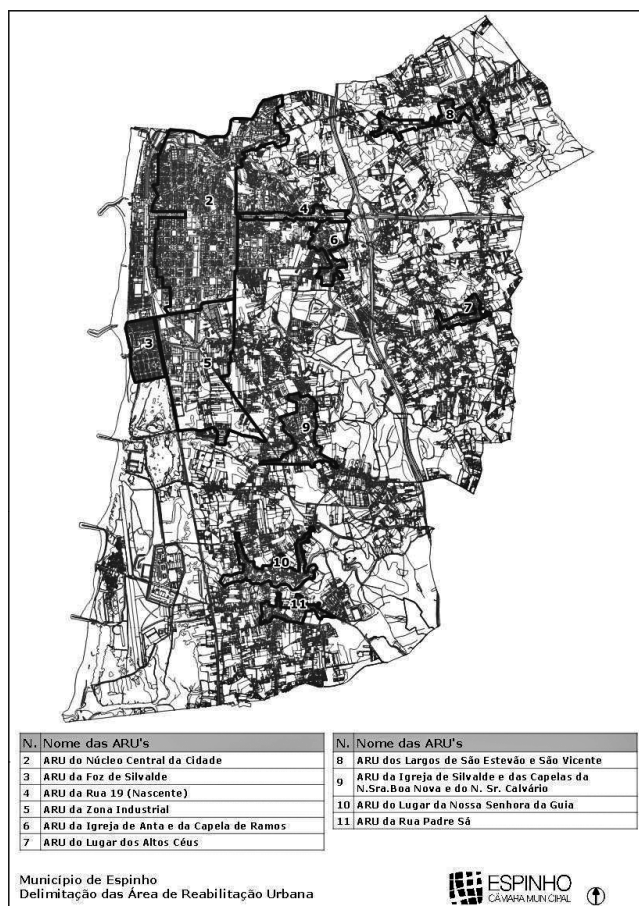 8
2
4
6
7
3
5
9
10
11
N. Nome das ARU's
2 ARU do Núcleo Central da Cidade
3 ARU da Foz de Silvalde
4 ARU da Rua 19 (Nascente)
5 ARU da Zona Industrial
6 ARU da Igreja de Anta e da Capela de Ramos
7 ARU do Lugar dos Altos Céus
N. Nome das ARU's
8 ARU dos Largos de São Estevão e São Vicente
9 ARU da Igreja de Silvalde e das Capelas da
N.Sra.Boa Nova e do N. Sr. Calvário
10 ARU do Lugar da Nossa Senhora da Guia
11 ARU da Rua Padre Sá
Município de Espinho
Delimitação das Área de Reabilitação Urbana
ESPINHO
CÂMARA MUNICIPAL